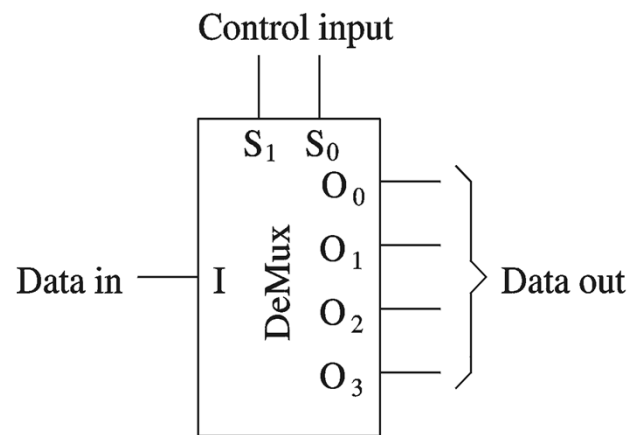 Control input
S₁ S₀
O₀
O₁
Data in I DeMux Data out
O₂
O₃